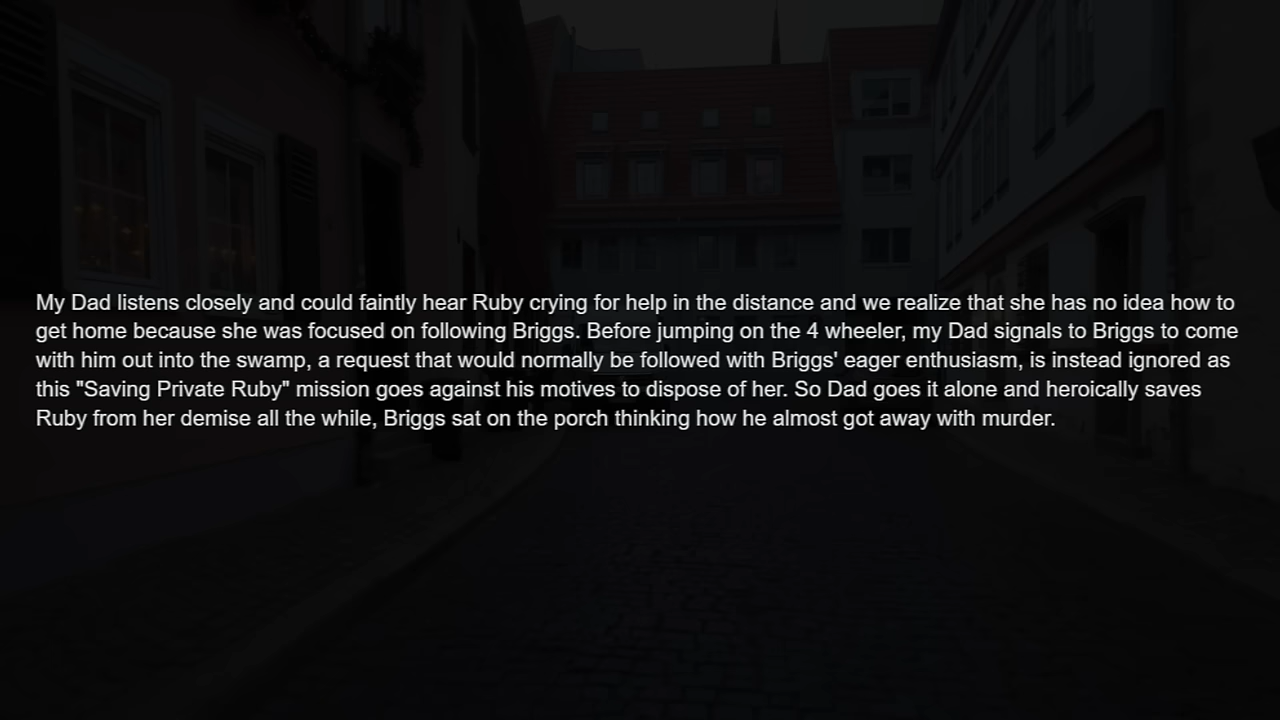 My Dad listens closely and could faintly hear Ruby crying for help in the distance and we realize that she has no idea how to
get home because she was focused on following Briggs. Before jumping on the 4 wheeler, my Dad signals to Briggs to come
with him out into the swamp, a request that would normally be followed with Briggs' eager enthusiasm, is instead ignored as
this "Saving Private Ruby" mission goes against his motives to dispose of her. So Dad goes it alone and heroically saves
Ruby from her demise all the while, Briggs sat on the porch thinking how he almost got away with murder.